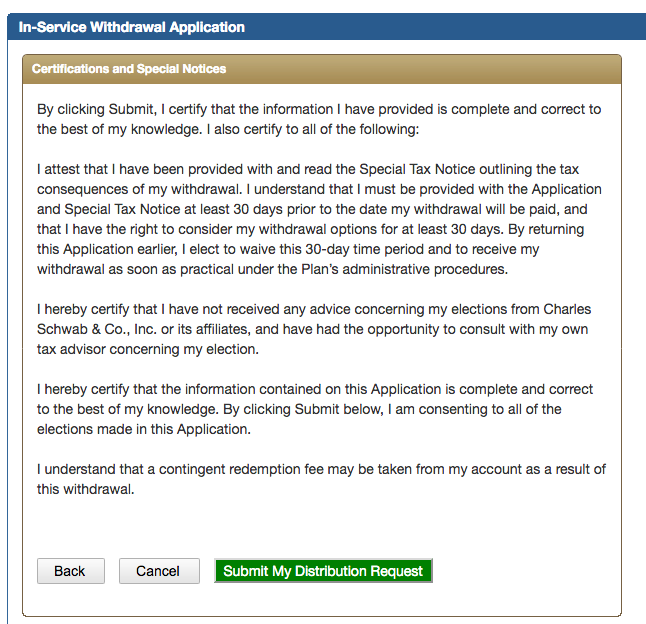 In-Service Withdrawal Application
Certifications and Special Notices
By clicking Submit, I certify that the information I have provided is complete and correct to
the best of my knowledge. I also certify to all of the following:
I attest that I have been provided with and read the Special Tax Notice outlining the tax
consequences of my withdrawal. I understand that I must be provided with the Application
and Special Tax Notice at least 30 days prior to the date my withdrawal will be paid, and
that I have the right to consider my withdrawal options for at least 30 days. By returning
this Application earlier, I elect to waive this 30-day time period and to receive my
withdrawal as soon as practical under the Plan’s administrative procedures.
I hereby certify that I have not received any advice concerning my elections from Charles
Schwab & Co., Inc. or its affiliates, and have had the opportunity to consult with my own
tax advisor concerning my election.
I hereby certify that the information contained on this Application is complete and correct
to the best of my knowledge. By clicking Submit below, I am consenting to all of the
elections made in this Application.
I understand that a contingent redemption fee may be taken from my account as a result of
this withdrawal.
Back Cancel Submit My Distribution Request